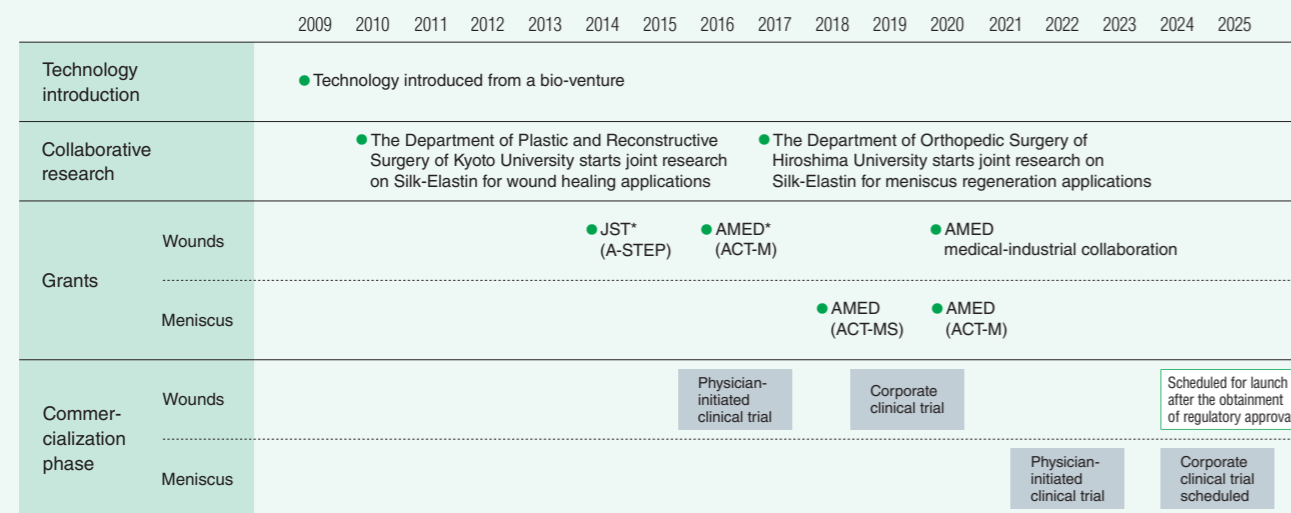 2009 2010 2011 2012 2013 2014 2015 2016 2017 2018 2019 2020 2021 2022 2023 2024 2025
Technology
introduction
● Technology introduced from a bio-venture
Collaborative
research
● The Department of Plastic and Reconstructive
Surgery of Kyoto University starts joint research
on Silk-Elastin for wound healing applications
● The Department of Orthopedic Surgery of
Hiroshima University starts joint research on
Silk-Elastin for meniscus regeneration applications
Grants
Wounds
● JST*
(A-STEP)
● AMED*
(ACT-M)
● AMED
medical-industrial collaboration
Meniscus
● AMED
(ACT-MS)
● AMED
(ACT-M)
Commer-
cialization
phase
Wounds
Physician-
initiated
clinical trial
Corporate
clinical trial
Scheduled for launch
after the obtainment
of regulatory approva
Meniscus
Physician-
initiated
clinical trial
Corporate
clinical trial
scheduled